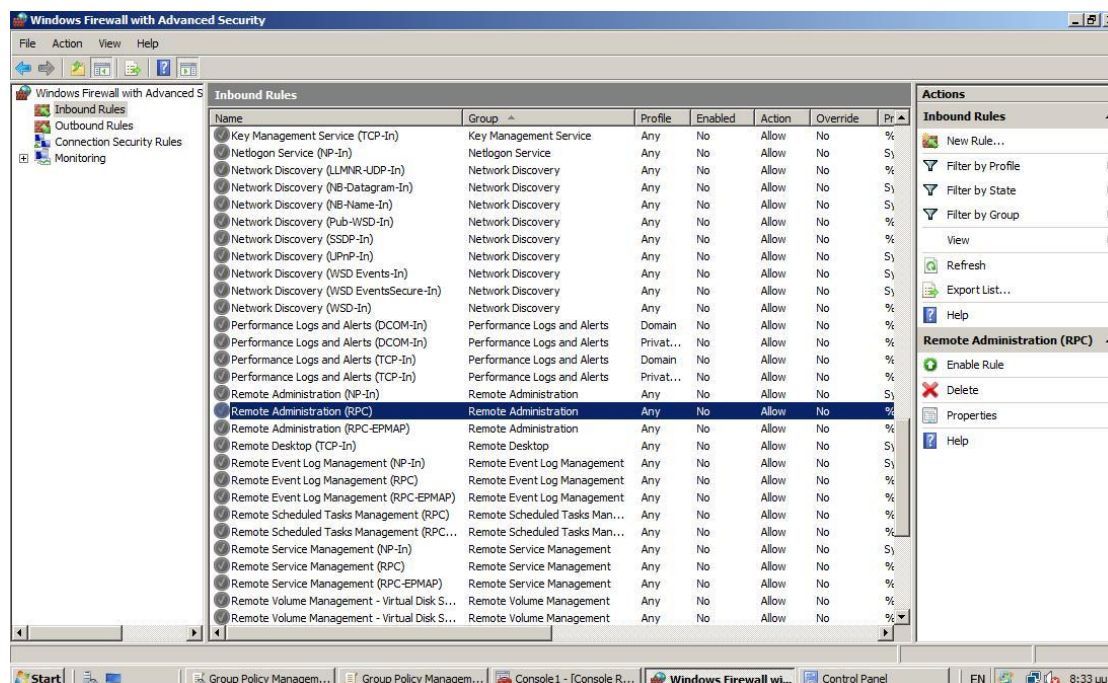 Windows Firewall with Advanced Security
File Action View Help
Windows Firewall with Advanced S
Inbound Rules
Outbound Rules
Connection Security Rules
Monitoring
Inbound Rules
Name Group Profile Enabled Action Override Pr
Key Management Service (TCP-In) Key Management Service Any No Allow No %
Netlogon Service (NP-In) Netlogon Service Any No Allow No Sy
Network Discovery (LLMNR-UDP-In) Network Discovery Any No Allow No %
Network Discovery (NB-Datagram-In) Network Discovery Any No Allow No Sy
Network Discovery (NB-Name-In) Network Discovery Any No Allow No Sy
Network Discovery (Pub-WSD-In) Network Discovery Any No Allow No %
Network Discovery (SSDP-In) Network Discovery Any No Allow No %
Network Discovery (UPnP-In) Network Discovery Any No Allow No Sy
Network Discovery (WSD Events-In) Network Discovery Any No Allow No Sy
Network Discovery (WSD EventsSecure-In) Network Discovery Any No Allow No Sy
Network Discovery (WSD-In) Network Discovery Any No Allow No %
Performance Logs and Alerts (DCOM-In) Performance Logs and Alerts Domain No Allow No %
Performance Logs and Alerts (DCOM-In) Performance Logs and Alerts Privat... No Allow No %
Performance Logs and Alerts (TCP-In) Performance Logs and Alerts Domain No Allow No %
Performance Logs and Alerts (TCP-In) Performance Logs and Alerts Privat... No Allow No %
Remote Administration (NP-In) Remote Administration Any No Allow No Sy
Remote Administration (RPC) Remote Administration Any No Allow No %
Remote Administration (RPC-EPMAP) Remote Administration Any No Allow No %
Remote Desktop (TCP-In) Remote Desktop Any No Allow No Sy
Remote Event Log Management (NP-In) Remote Event Log Management Any No Allow No Sy
Remote Event Log Management (RPC) Remote Event Log Management Any No Allow No %
Remote Event Log Management (RPC-EPMAP) Remote Event Log Management Any No Allow No %
Remote Scheduled Tasks Management (RPC) Remote Scheduled Tasks Man... Any No Allow No %
Remote Scheduled Tasks Management (RPC... Remote Scheduled Tasks Man... Any No Allow No %
Remote Service Management (NP-In) Remote Service Management Any No Allow No Sy
Remote Service Management (RPC) Remote Service Management Any No Allow No %
Remote Service Management (RPC-EPMAP) Remote Service Management Any No Allow No %
Remote Volume Management - Virtual Disk S... Remote Volume Management Any No Allow No %
Remote Volume Management - Virtual Disk S... Remote Volume Management Any No Allow No %
Actions
Inbound Rules
New Rule...
Filter by Profile
Filter by State
Filter by Group
View
Refresh
Export List...
Help
Remote Administration (RPC)
Enable Rule
Delete
Properties
Help
Start Group Policy Managem... Group Policy Managem... Console1 - [Console R... Windows Firewall wi... Control Panel EN 8:33 μμ